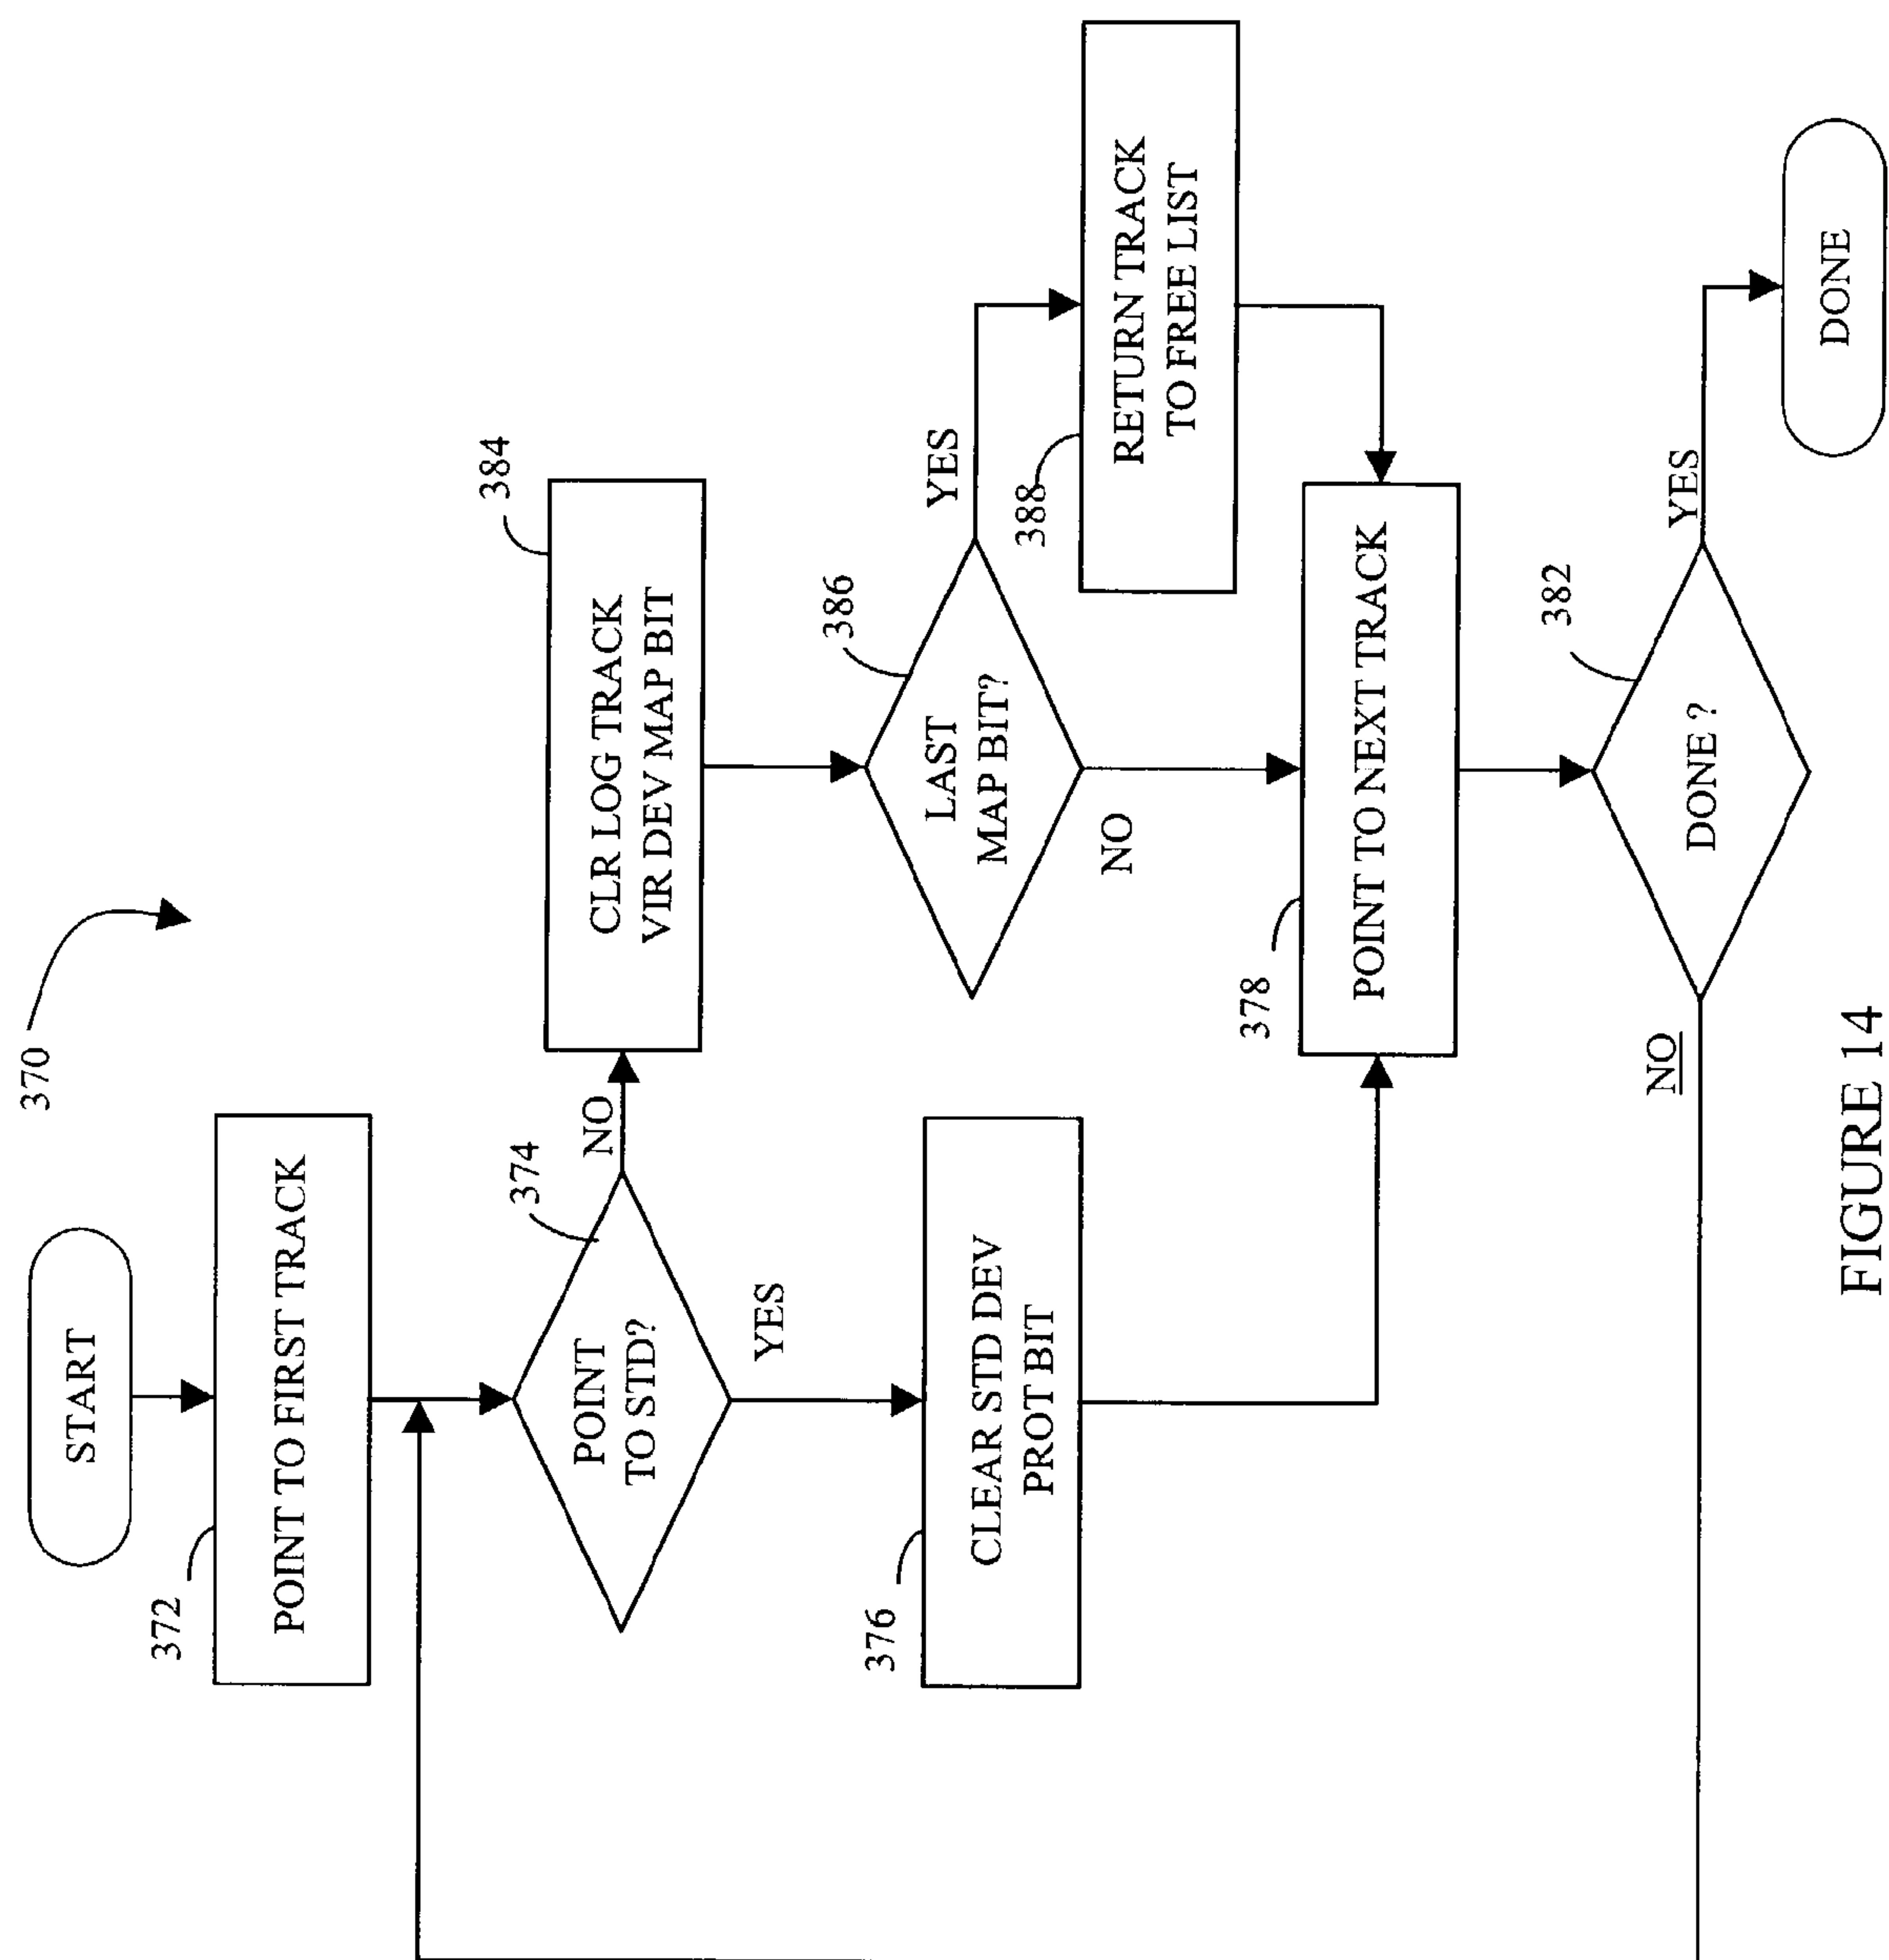 370
START
372
POINT TO FIRST TRACK
374
POINT
TO STD?
NO
YES
384
CLR LOG TRACK
VIR DEV MAP BIT
376
CLEAR STD DEV
PROT BIT
386
LAST
MAP BIT?
YES
NO
388
RETURN TRACK
TO FREE LIST
378
POINT TO NEXT TRACK
382
DONE ?
YES
NO
DONE
FIGURE 14